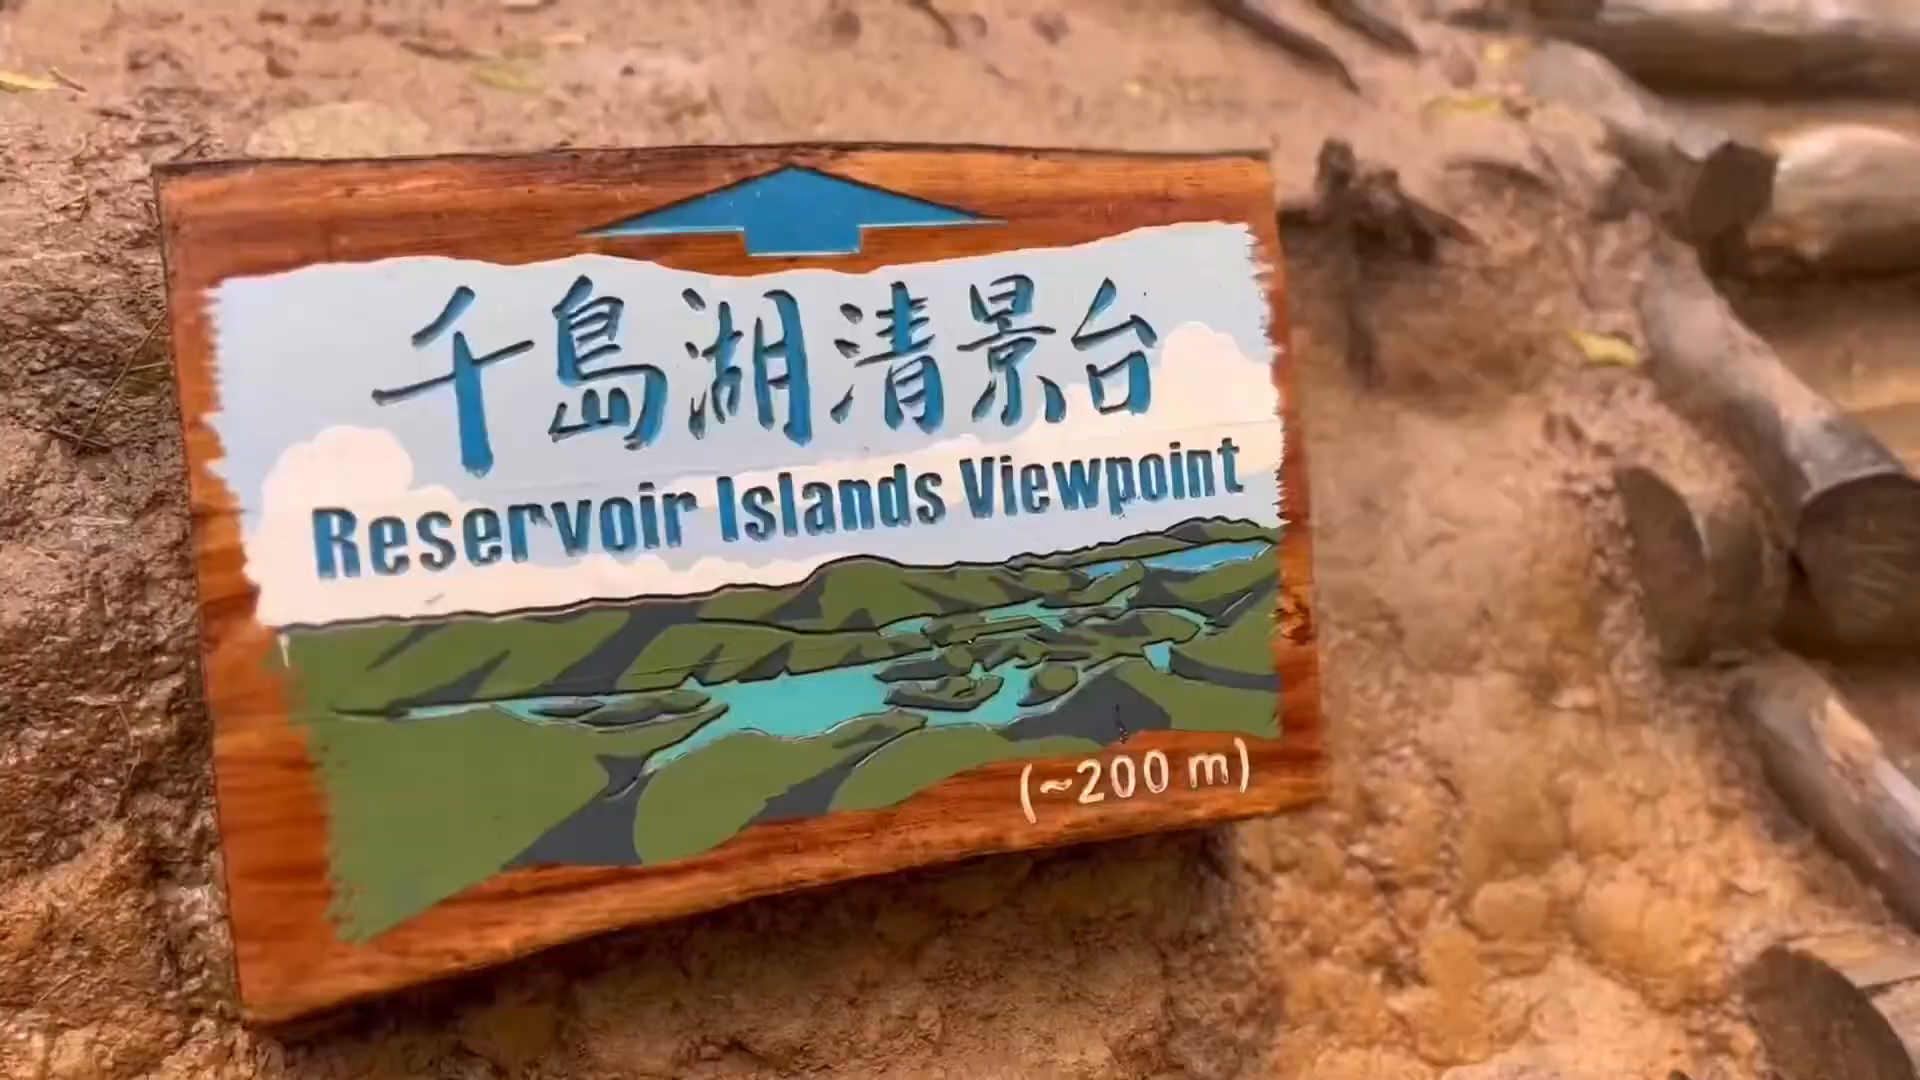 千島湖清景台
Reservoir Islands Viewpoint
(~200 m)